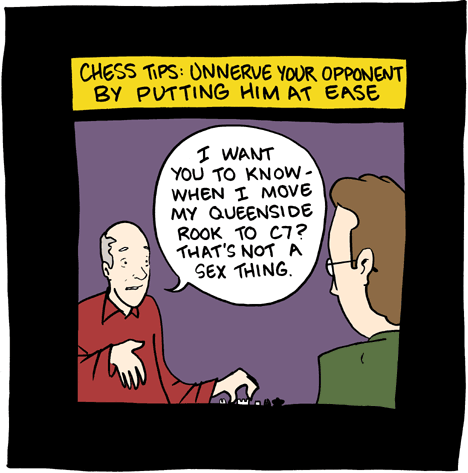 CHESS TIPS: UNNERVE YOUR OPPONENT
BY PUTTING HIM AT EASE
I WANT
YOU TO KNOW-
WHEN I MOVE
MY QUEENSIDE
ROOK TO C7?
THAT'S NOT A
SEX THING.